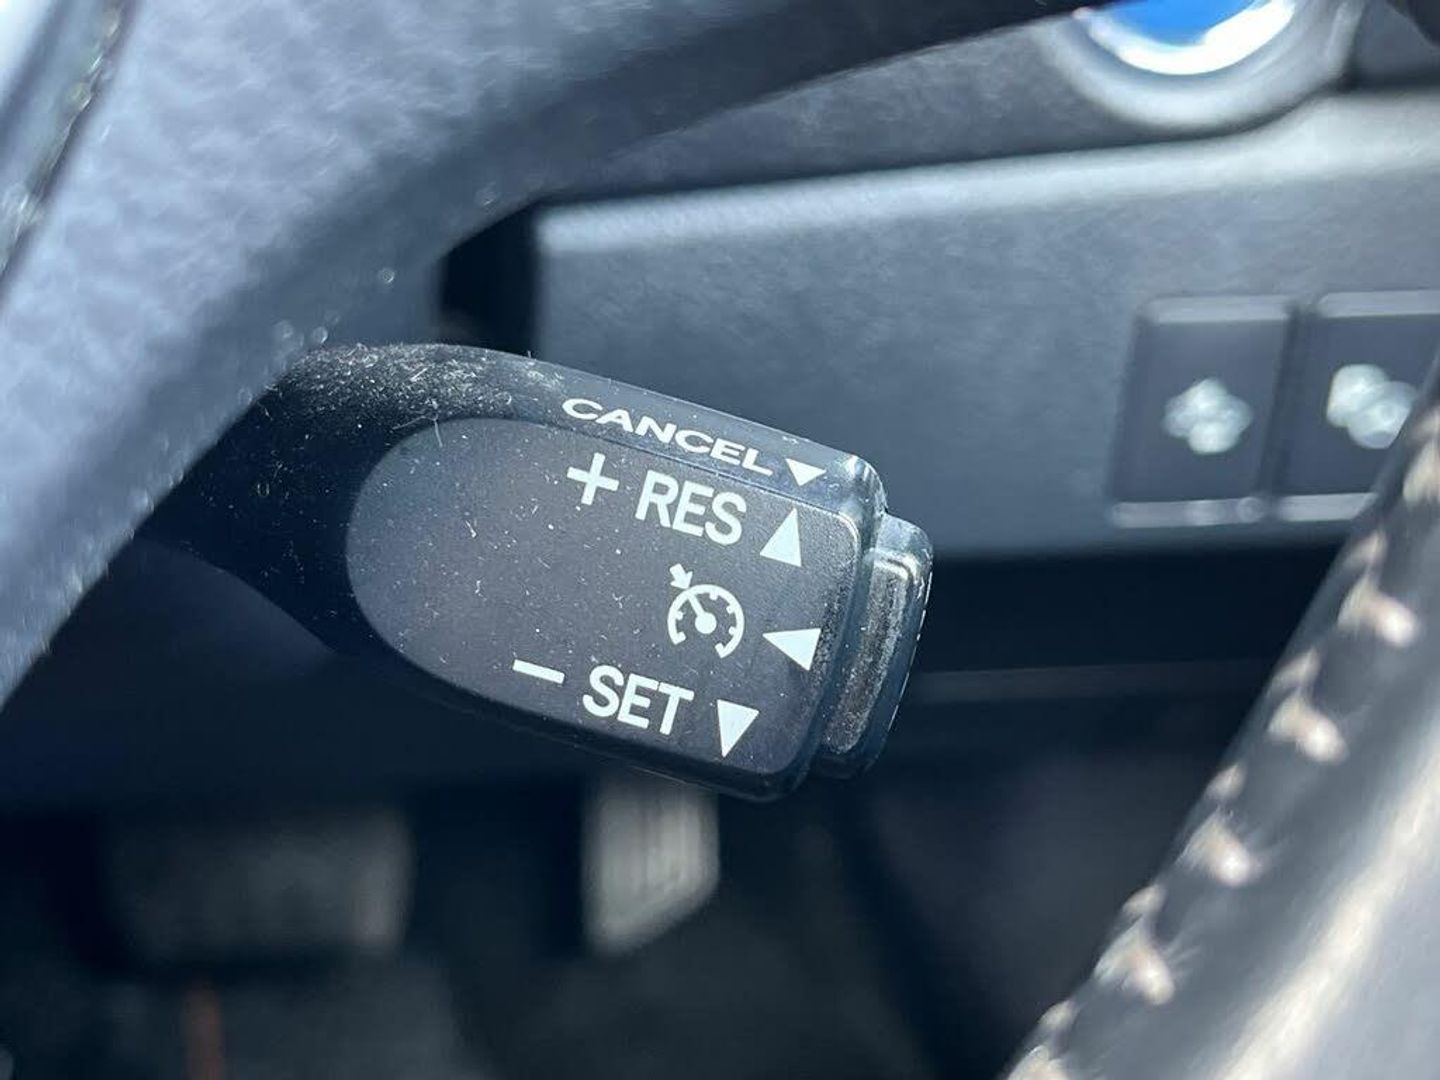 CANCEL ▼
+ RES ▲
◀
− SET ▼